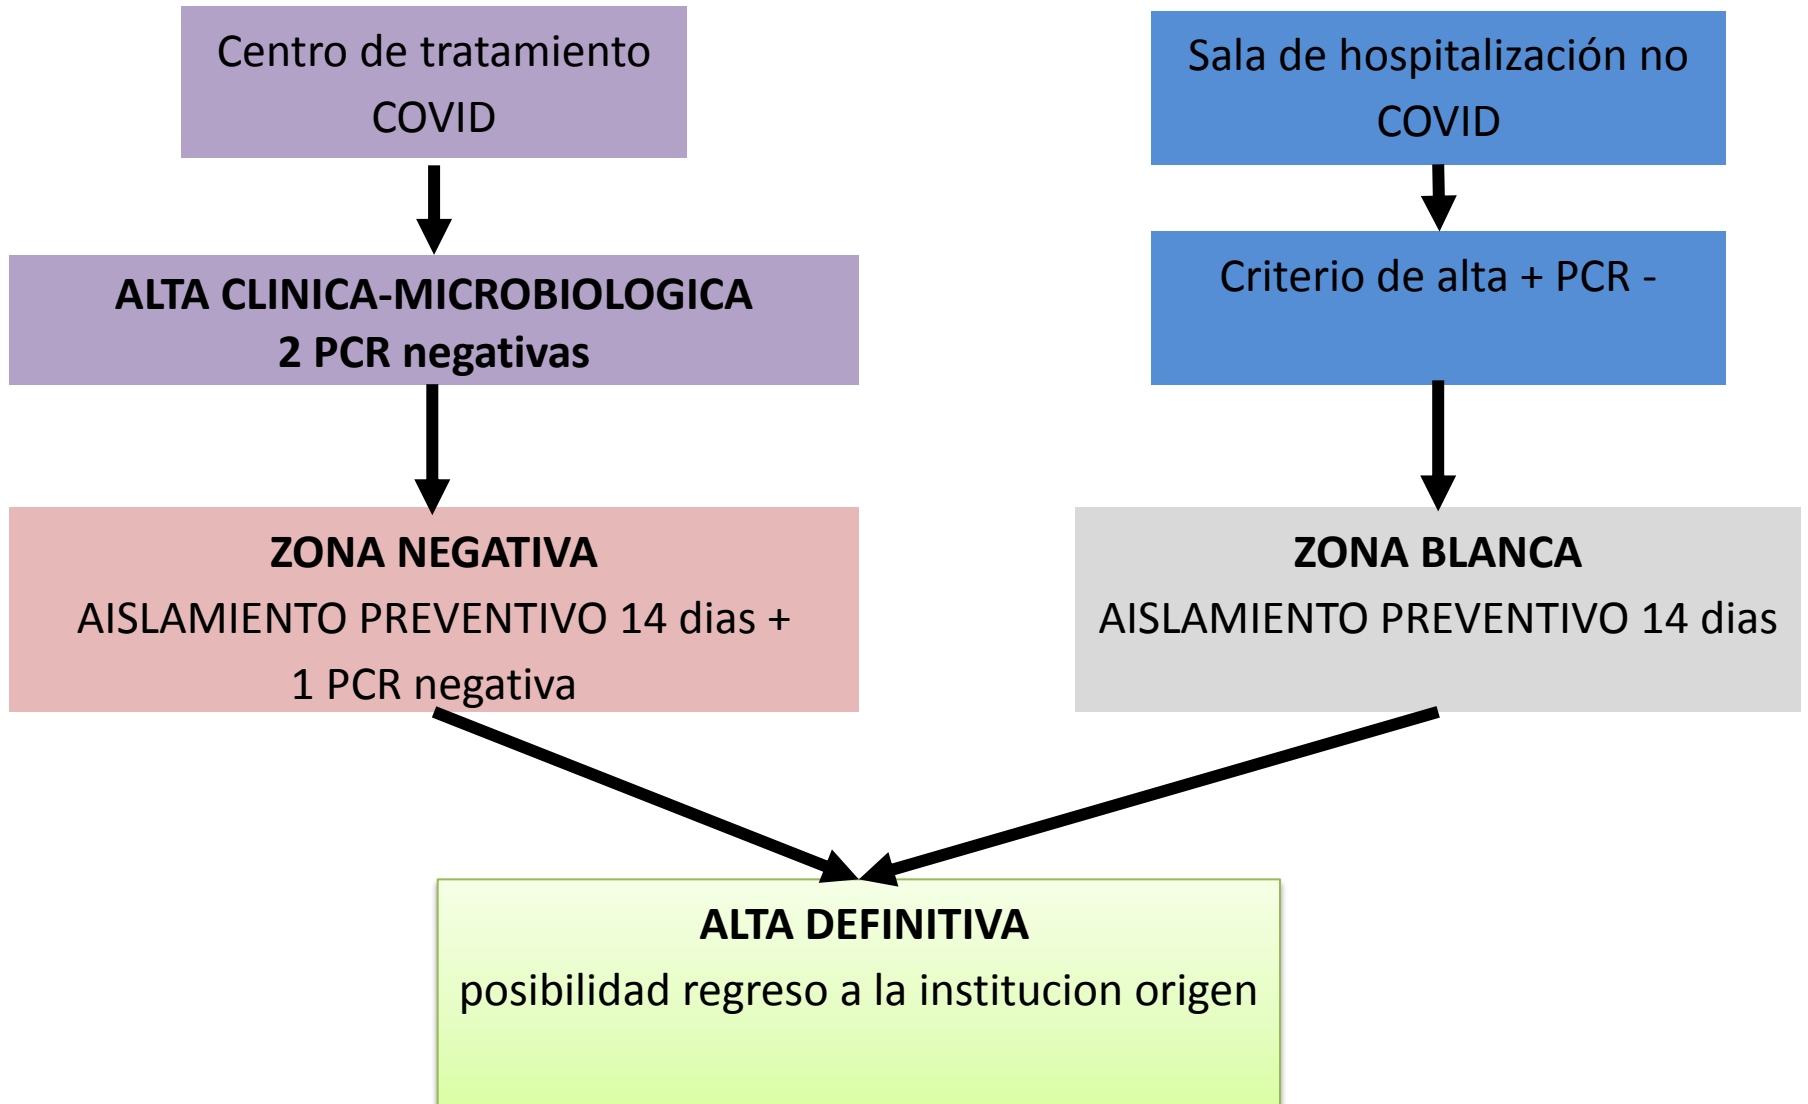 Centro de tratamiento
COVID
Sala de hospitalización no
COVID
ALTA CLINICA-MICROBIOLOGICA
2 PCR negativas
Criterio de alta + PCR -
ZONA NEGATIVA
AISLAMIENTO PREVENTIVO 14 dias +
1 PCR negativa
ZONA BLANCA
AISLAMIENTO PREVENTIVO 14 dias
ALTA DEFINITIVA
posibilidad regreso a la institucion origen